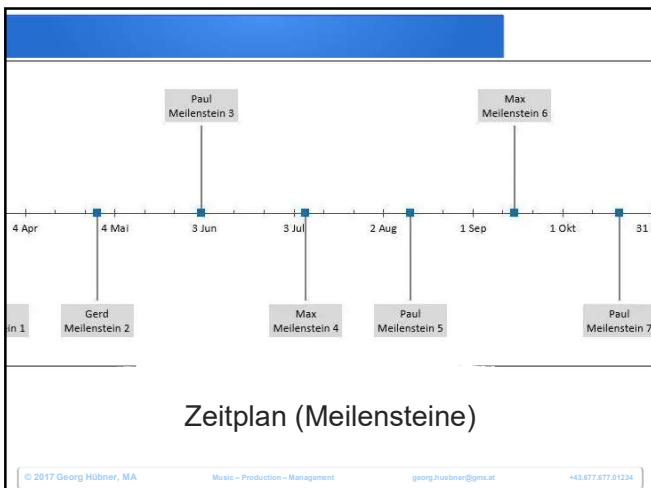 Paul
Meilenstein 3
Max
Meilenstein 6
4 Apr
4 Mai
3 Jun
3 Jul
2 Aug
1 Sep
1 Okt
31
ein 1
Gerd
Meilenstein 2
Max
Meilenstein 4
Paul
Meilenstein 5
Paul
Meilenstein 7
Zeitplan (Meilensteine)
© 2017 Georg Hübner, MA
Music – Production – Management
georg.huebner@gmx.at
+43.677.677.01234